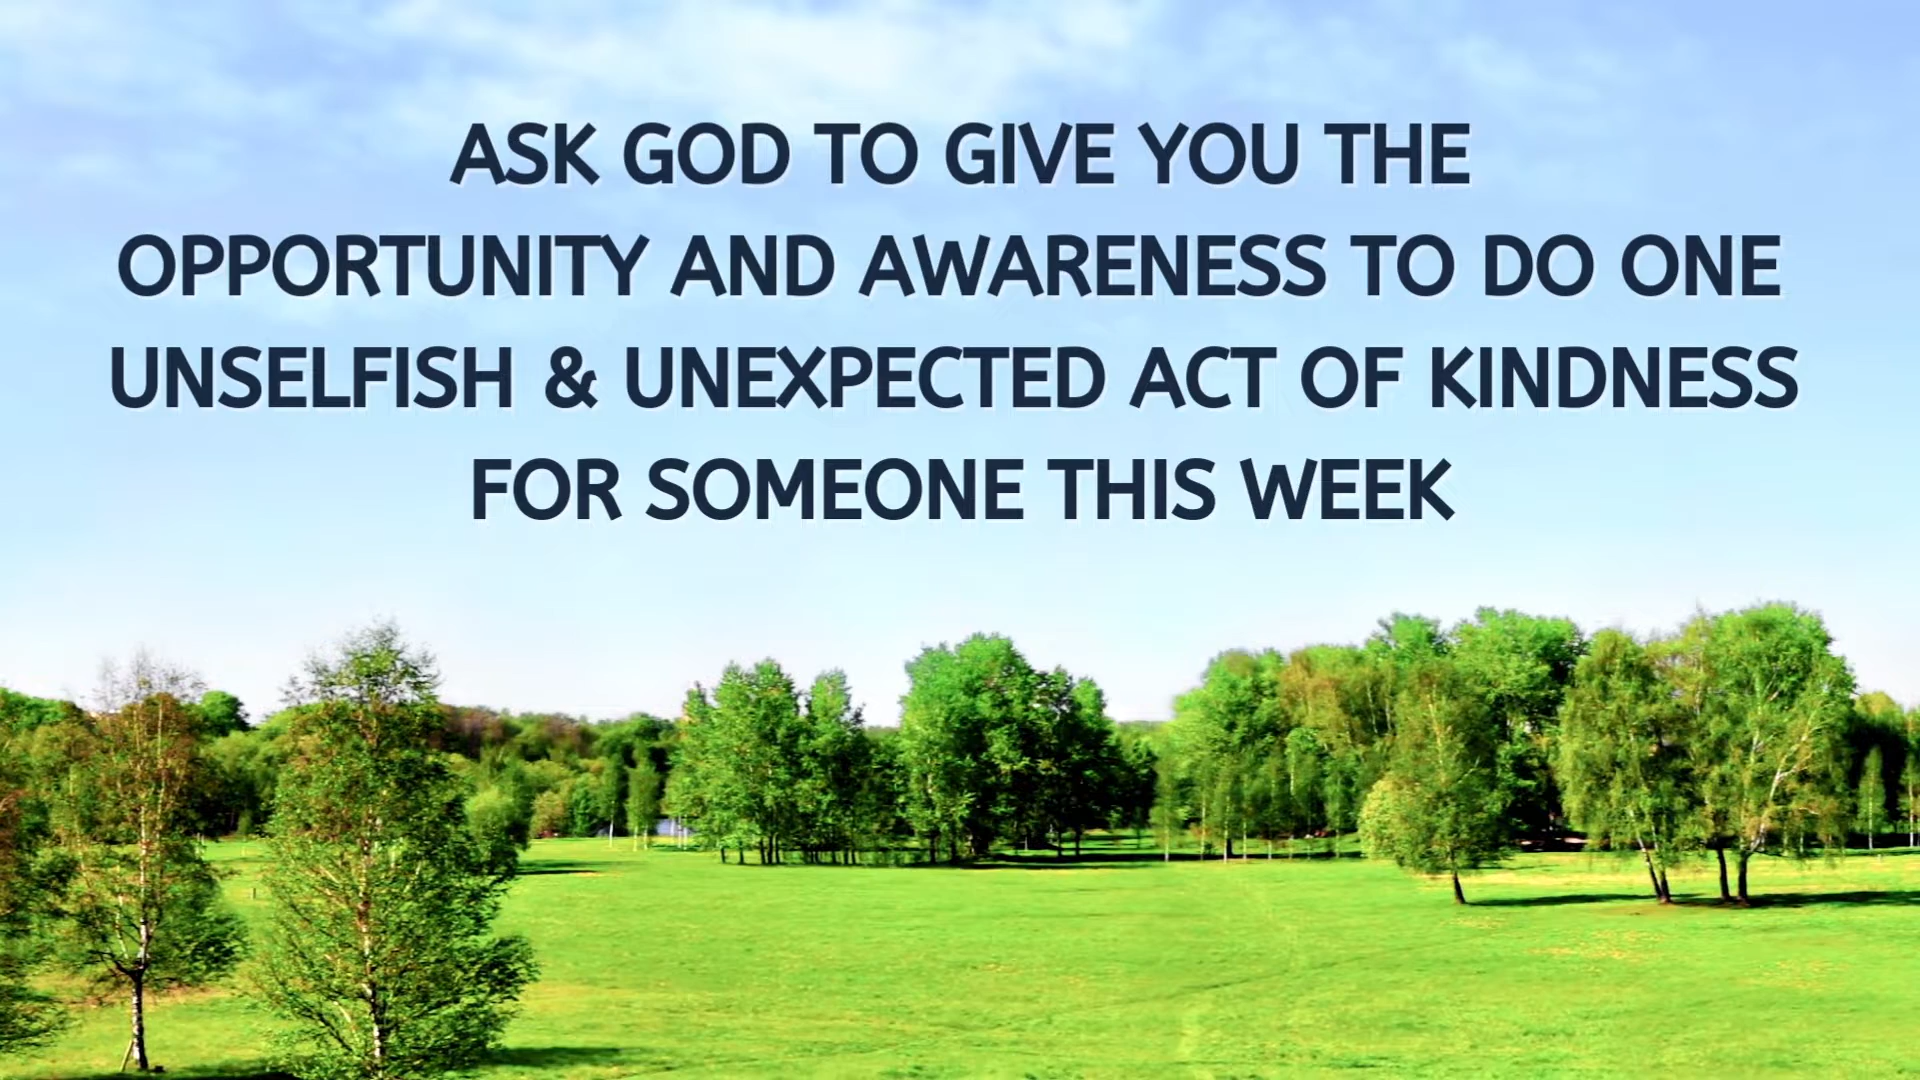 ASK GOD TO GIVE YOU THE
OPPORTUNITY AND AWARENESS TO DO ONE
UNSELFISH & UNEXPECTED ACT OF KINDNESS
FOR SOMEONE THIS WEEK